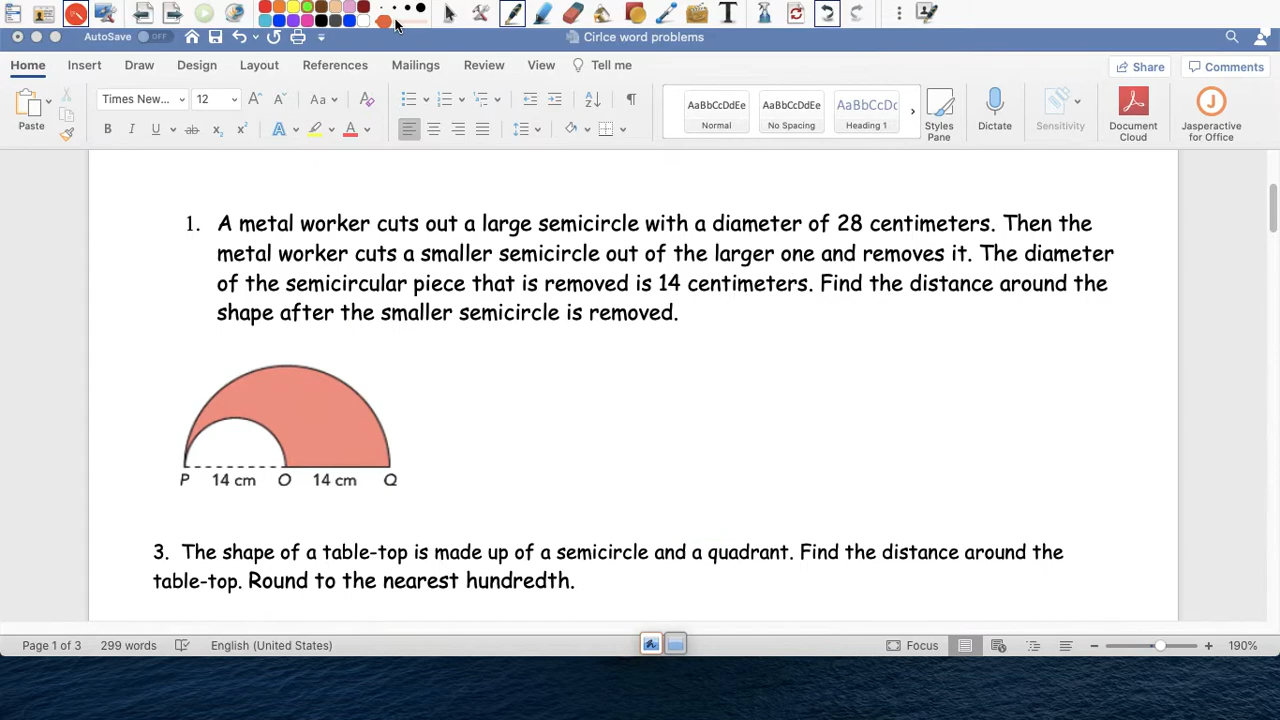 AutoSave OFF
Cirlce word problems
Home Insert Draw Design Layout References Mailings Review View Tell me
Share Comments
Times New... 12
Aa
Paste
AaBbCcDdEe AaBbCcDdEe AaBbCcDc
Normal No Spacing Heading 1
Styles Pane
Dictate
Sensitivity
Document Cloud
Jasperactive for Office
1. A metal worker cuts out a large semicircle with a diameter of 28 centimeters. Then the
metal worker cuts a smaller semicircle out of the larger one and removes it. The diameter
of the semicircular piece that is removed is 14 centimeters. Find the distance around the
shape after the smaller semicircle is removed.
P 14 cm O 14 cm Q
3. The shape of a table-top is made up of a semicircle and a quadrant. Find the distance around the
table-top. Round to the nearest hundredth.
Page 1 of 3 299 words English (United States) Focus 190%